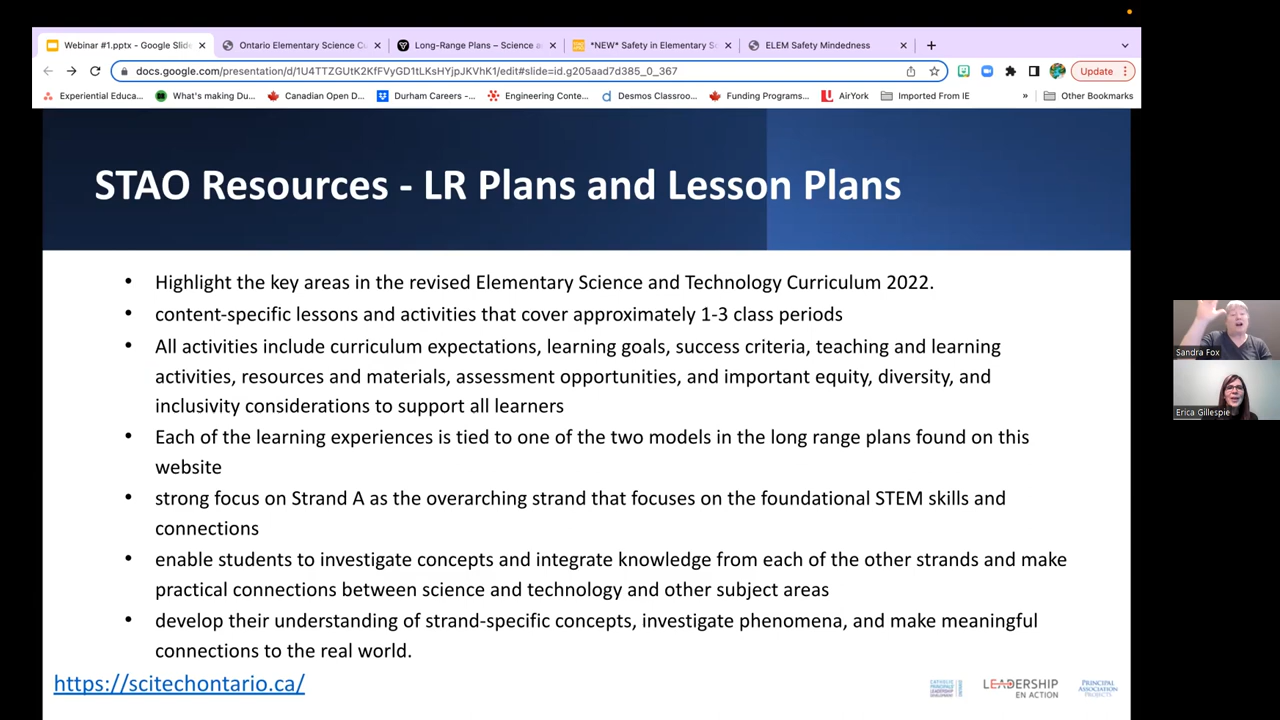 Webinar #1.pptx - Google Slide
Ontario Elementary Science Cu
Long-Range Plans – Science a
*NEW* Safety in Elementary S
ELEM Safety Mindedness
docs.google.com/presentation/d/1U4TTZGUtK2KfFVyGD1tLKsHYjpJKVhK1/edit#slide=id.g205aad7d385_0_367
Update
Experiential Educa...
What's making Du...
Canadian Open D...
Durham Careers -...
Engineering Conte...
Desmos Classroo...
Funding Programs...
AirYork
Imported From IE
»
Other Bookmarks
STAO Resources - LR Plans and Lesson Plans
• Highlight the key areas in the revised Elementary Science and Technology Curriculum 2022.
• content-specific lessons and activities that cover approximately 1-3 class periods
• All activities include curriculum expectations, learning goals, success criteria, teaching and learning
activities, resources and materials, assessment opportunities, and important equity, diversity, and
inclusivity considerations to support all learners
• Each of the learning experiences is tied to one of the two models in the long range plans found on this
website
• strong focus on Strand A as the overarching strand that focuses on the foundational STEM skills and
connections
• enable students to investigate concepts and integrate knowledge from each of the other strands and make
practical connections between science and technology and other subject areas
• develop their understanding of strand-specific concepts, investigate phenomena, and make meaningful
connections to the real world.
https://scitechontario.ca/
CATHOLIC
PRINCIPALS
LEADERSHIP
DEVELOPMENT
ONTARIO
LEADERSHIP
EN ACTION
PRINCIPAL
ASSOCIATION
PROJECTS
Sandra Fox
Erica Gillespie